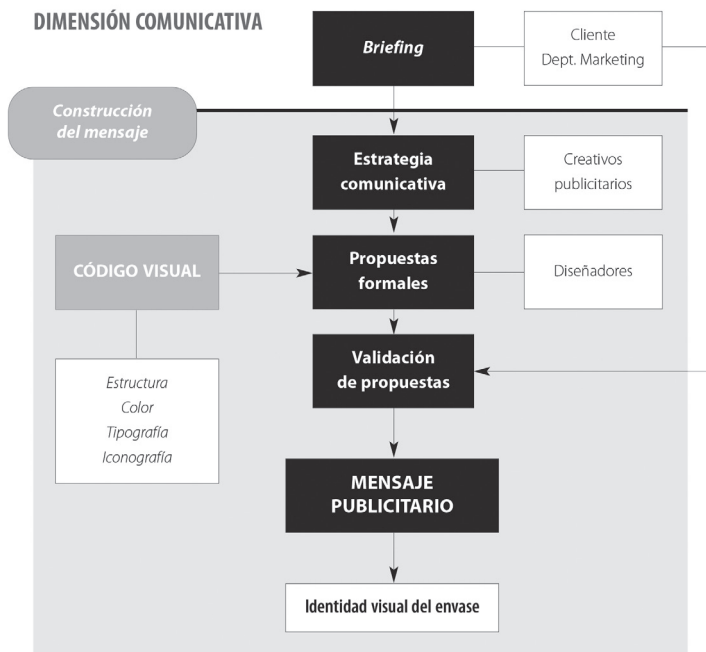 DIMENSIÓN COMUNICATIVA
Briefing
Cliente
Dept. Marketing
Construcción
del mensaje
Estrategia
comunicativa
Creativos
publicitarios
CÓDIGO VISUAL
Propuestas
formales
Diseñadores
Validación
de propuestas
Estructura
Color
Tipografía
Iconografía
MENSAJE
PUBLICITARIO
Identidad visual del envase